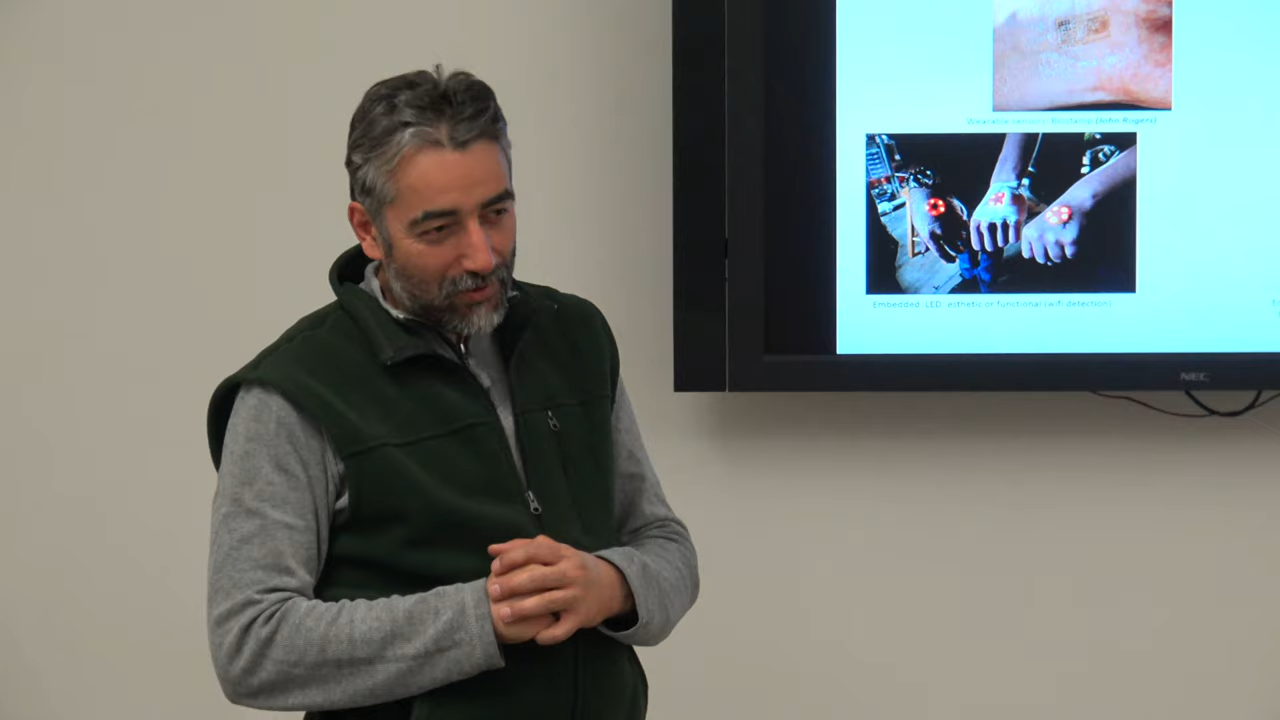 Wearable sensors: Biostamp (John Rogers)
Embedded: LED: esthetic or functional (wifi detection)
NEC